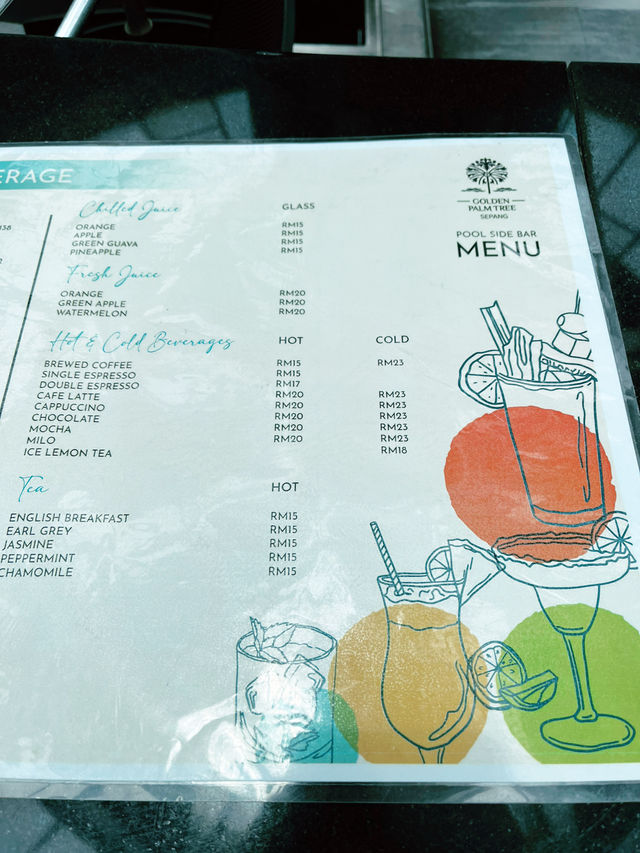 ERAGE
Chilled Juice GLASS
ORANGE RM15
APPLE RM15
GREEN GUAVA RM15
PINEAPPLE RM15
Fresh Juice
ORANGE RM20
GREEN APPLE RM20
WATERMELON RM20
Hot & Cold Beverages HOT COLD
BREWED COFFEE RM15 RM23
SINGLE ESPRESSO RM15
DOUBLE ESPRESSO RM17
CAFE LATTE RM20 RM23
CAPPUCCINO RM20 RM23
CHOCOLATE RM20 RM23
MOCHA RM20 RM23
MILO RM20 RM23
ICE LEMON TEA RM18
Tea HOT
ENGLISH BREAKFAST RM15
EARL GREY RM15
JASMINE RM15
PEPPERMINT RM15
CHAMOMILE RM15
GOLDEN
PALM TREE
SEPANG
POOL SIDE BAR
MENU